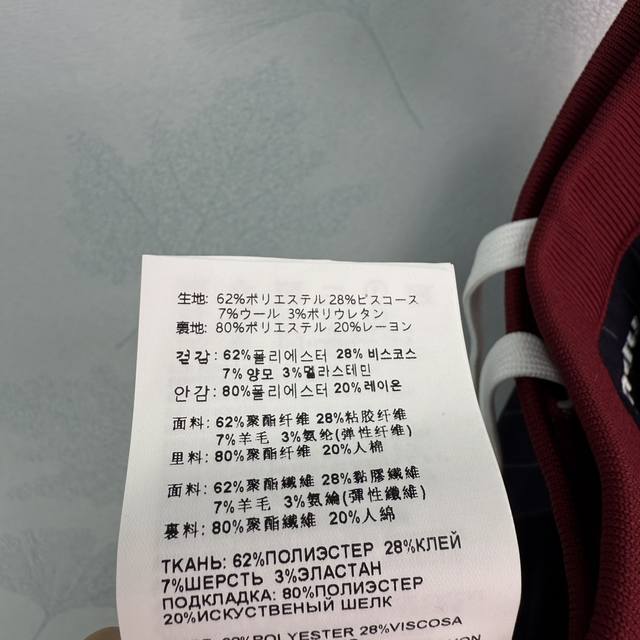 生地: 62%ポリエステル 28%ビスコース
7%ウール 3%ポリウレタン
裏地: 80%ポリエステル 20%レーヨン
겉감: 62%폴리에스터 28%비스코스
7%양모 3%엘라스테인
안감: 80%폴리에스터 20%레이온
面料: 62%聚酯纤维 28%粘胶纤维
7%羊毛 3%氨纶(弹性纤维)
里料: 80%聚酯纤维 20%人棉
面料: 62%聚酯纖維 28%黏膠纖維
7%羊毛 3%氨綸(彈性纖維)
裏料: 80%聚酯纖維 20%人綿
ТКАНЬ: 62%ПОЛИЭСТЕР 28%КЛЕЙ
7%ШЕРСТЬ 3%ЭЛАСТАН
ПОДКЛАДКА: 80%ПОЛИЭСТЕР
20%ИСКУСТВЕНЫЙ ШЕЛК
POLYESTER 28%VISCOSA